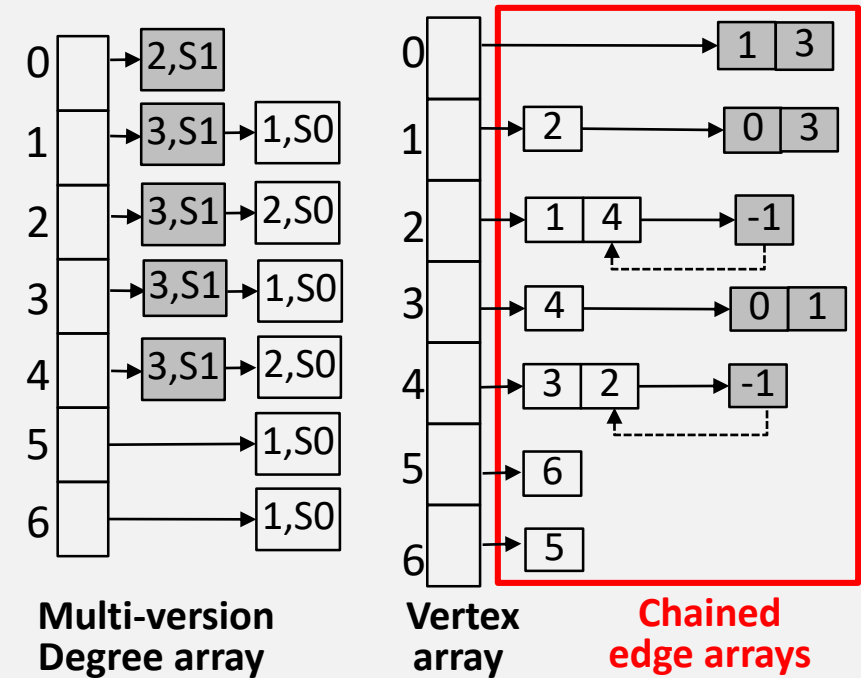 0 2,S1
1 3,S1 1,S0
2 3,S1 2,S0
3 3,S1 1,S0
4 3,S1 2,S0
5 1,S0
6 1,S0
Multi-version
Degree array
0 1 3
1 2 0 3
2 1 4 -1
3 4 0 1
4 3 2 -1
5 6
6 5
Vertex
array
Chained
edge arrays